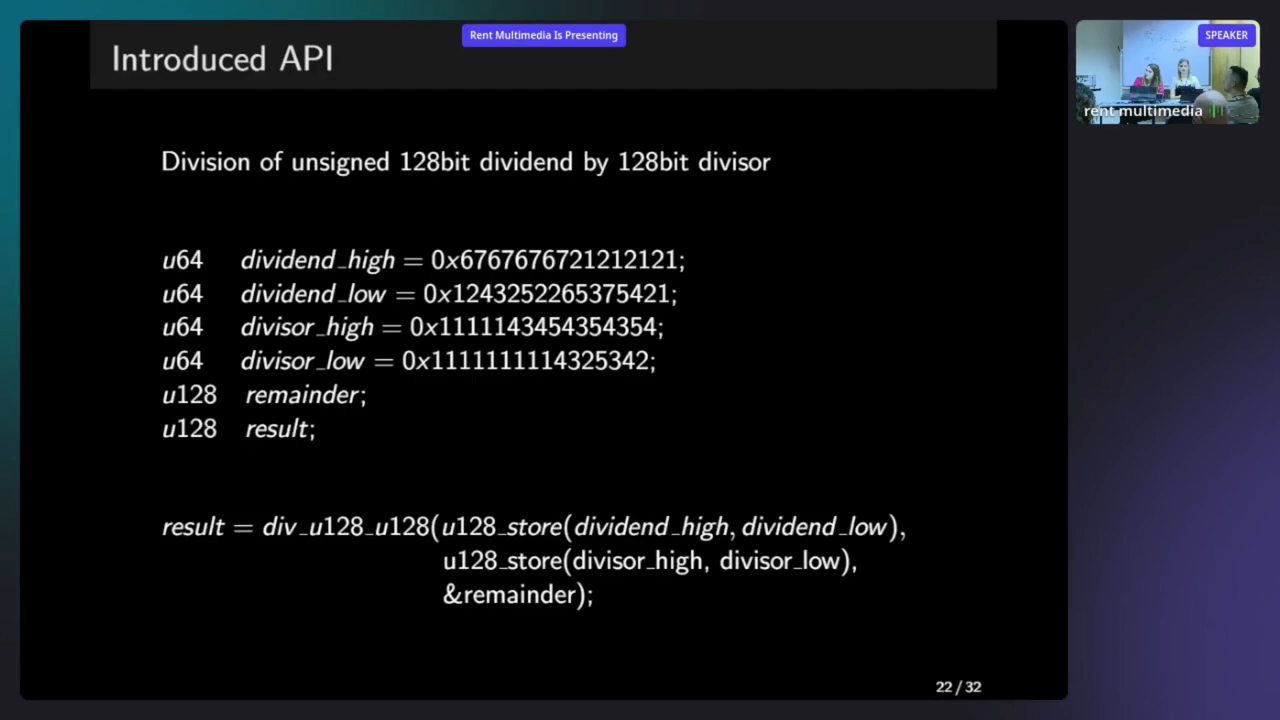 Rent Multimedia Is Presenting
SPEAKER
Introduced API
rent multimedia
Division of unsigned 128bit dividend by 128bit divisor
u64 dividend_high = 0x6767676721212121;
u64 dividend_low = 0x1243252265375421;
u64 divisor_high = 0x1111143454354354;
u64 divisor_low = 0x1111111114325342;
u128 remainder;
u128 result;
result = div_u128_u128(u128_store(dividend_high, dividend_low),
u128_store(divisor_high, divisor_low),
&remainder);
22 / 32